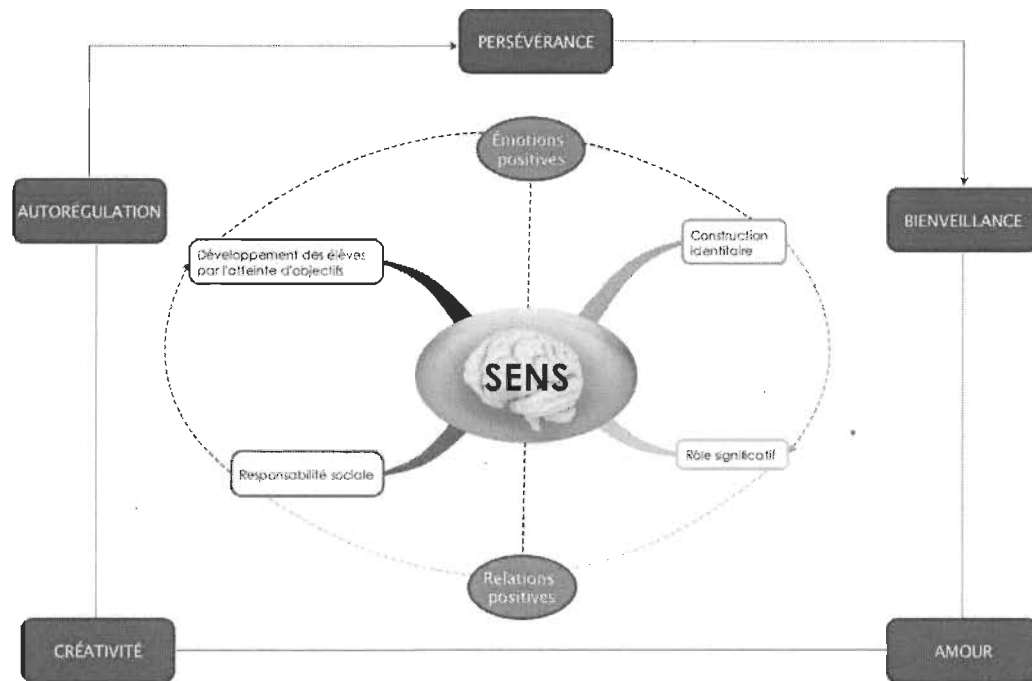 PERSÉVÉRANCE
Émotions
positives
AUTORÉGULATION
BIENVEILLANCE
Développement des élèves
par l'atteinte d'objectifs
Construction
identitaire
SENS
Responsabilité sociale
Rôle significatif
Relations
positives
CRÉATIVITÉ
AMOUR